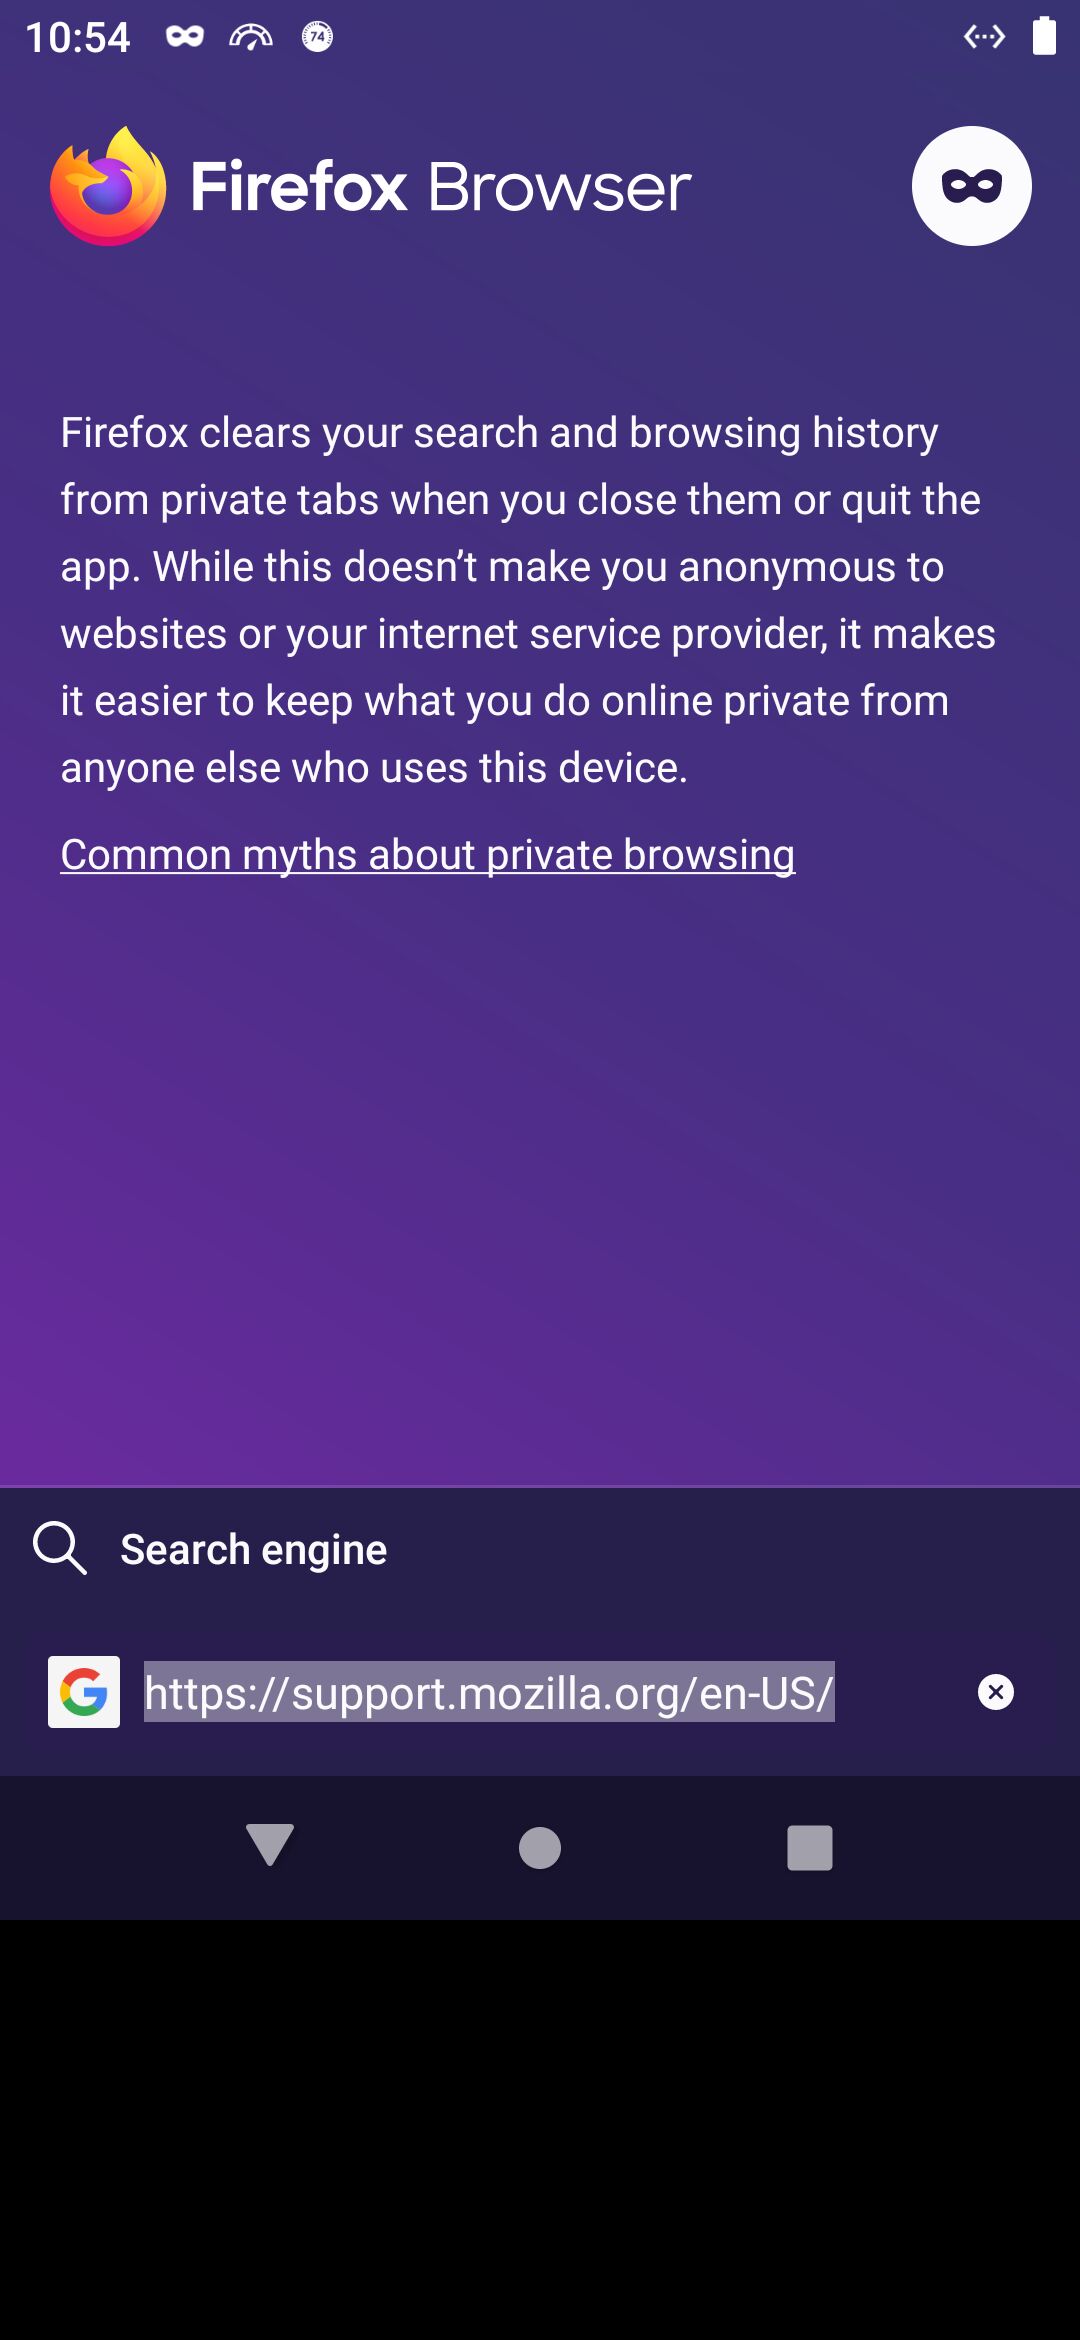 10:54
74
Firefox Browser
Firefox clears your search and browsing history
from private tabs when you close them or quit the
app. While this doesn’t make you anonymous to
websites or your internet service provider, it makes
it easier to keep what you do online private from
anyone else who uses this device.
Common myths about private browsing
Search engine
G https://support.mozilla.org/en-US/